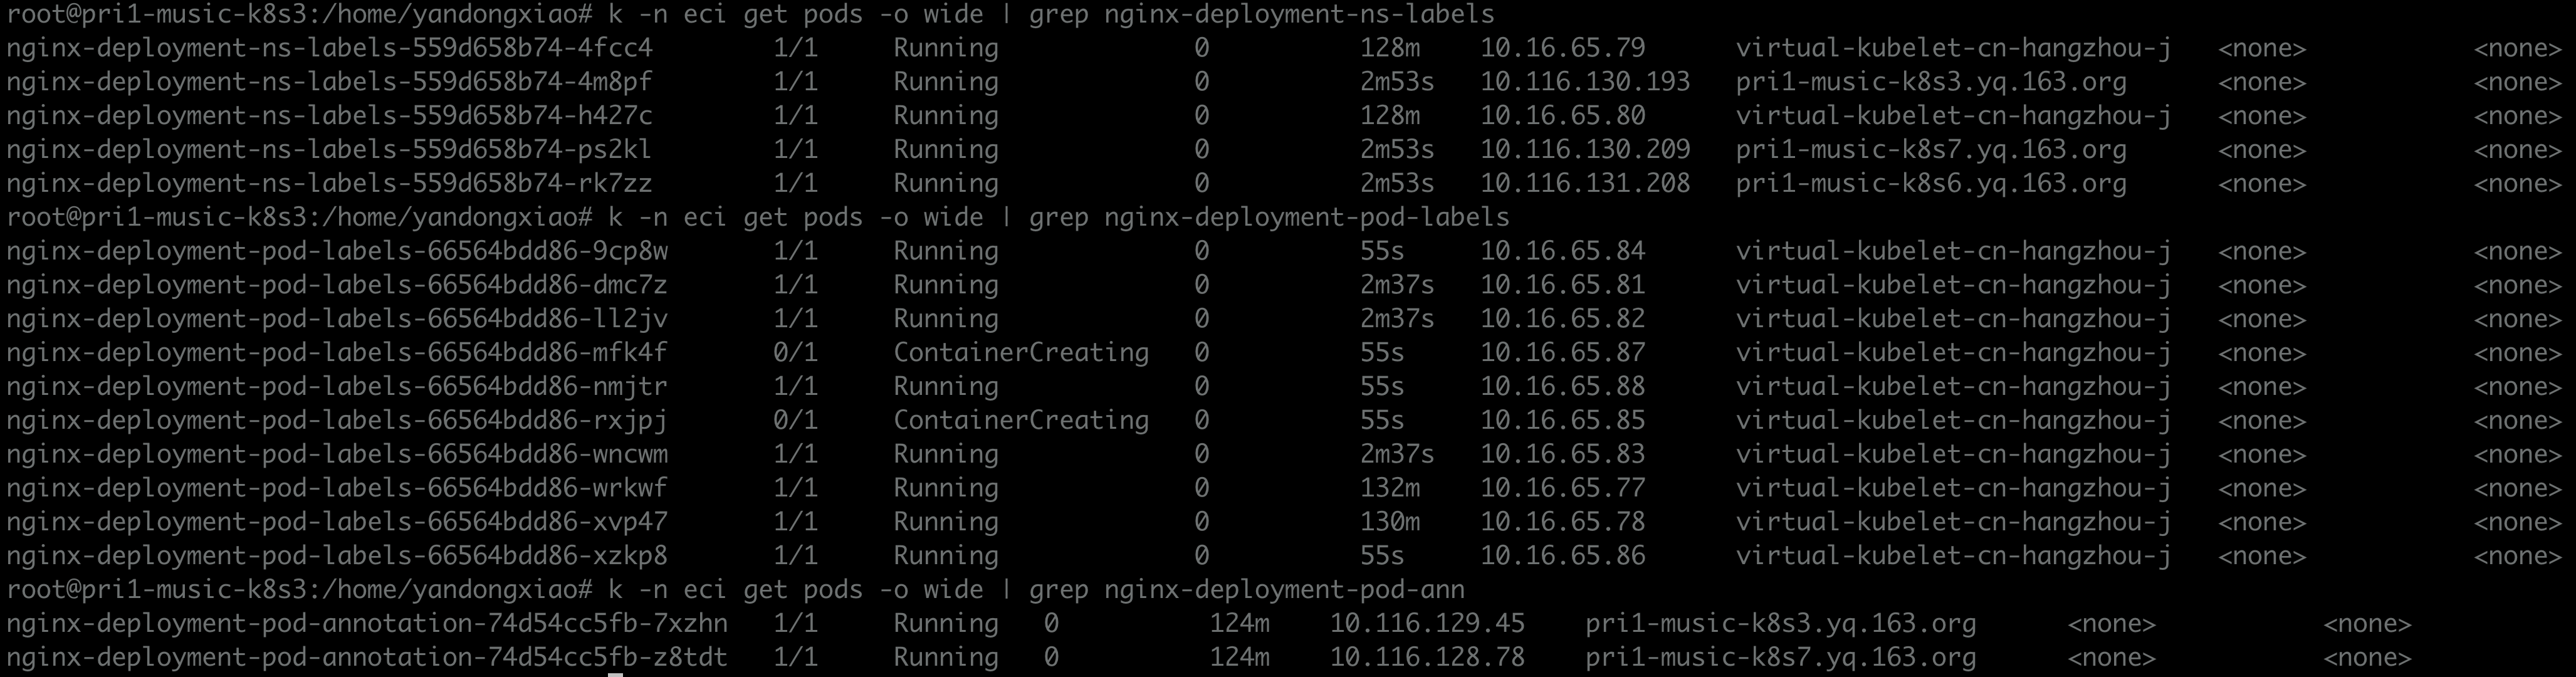 root@pri1-music-k8s3:/home/yandongxiao# k -n eci get pods -o wide | grep nginx-deployment-ns-labels
nginx-deployment-ns-labels-559d658b74-4fcc4 1/1 Running 0 128m 10.16.65.79 virtual-kubelet-cn-hangzhou-j <none> <none>
nginx-deployment-ns-labels-559d658b74-4m8pf 1/1 Running 0 2m53s 10.116.130.193 pri1-music-k8s3.yq.163.org <none> <none>
nginx-deployment-ns-labels-559d658b74-h427c 1/1 Running 0 128m 10.16.65.80 virtual-kubelet-cn-hangzhou-j <none> <none>
nginx-deployment-ns-labels-559d658b74-ps2kl 1/1 Running 0 2m53s 10.116.130.209 pri1-music-k8s7.yq.163.org <none> <none>
nginx-deployment-ns-labels-559d658b74-rk7zz 1/1 Running 0 2m53s 10.116.131.208 pri1-music-k8s6.yq.163.org <none> <none>
root@pri1-music-k8s3:/home/yandongxiao# k -n eci get pods -o wide | grep nginx-deployment-pod-labels
nginx-deployment-pod-labels-66564bdd86-9cp8w 1/1 Running 0 55s 10.16.65.84 virtual-kubelet-cn-hangzhou-j <none> <none>
nginx-deployment-pod-labels-66564bdd86-dmc7z 1/1 Running 0 2m37s 10.16.65.81 virtual-kubelet-cn-hangzhou-j <none> <none>
nginx-deployment-pod-labels-66564bdd86-ll2jv 1/1 Running 0 2m37s 10.16.65.82 virtual-kubelet-cn-hangzhou-j <none> <none>
nginx-deployment-pod-labels-66564bdd86-mfk4f 0/1 ContainerCreating 0 55s 10.16.65.87 virtual-kubelet-cn-hangzhou-j <none> <none>
nginx-deployment-pod-labels-66564bdd86-nmjtr 1/1 Running 0 55s 10.16.65.88 virtual-kubelet-cn-hangzhou-j <none> <none>
nginx-deployment-pod-labels-66564bdd86-rxjpj 0/1 ContainerCreating 0 55s 10.16.65.85 virtual-kubelet-cn-hangzhou-j <none> <none>
nginx-deployment-pod-labels-66564bdd86-wncwm 1/1 Running 0 2m37s 10.16.65.83 virtual-kubelet-cn-hangzhou-j <none> <none>
nginx-deployment-pod-labels-66564bdd86-wrkwf 1/1 Running 0 132m 10.16.65.77 virtual-kubelet-cn-hangzhou-j <none> <none>
nginx-deployment-pod-labels-66564bdd86-xvp47 1/1 Running 0 130m 10.16.65.78 virtual-kubelet-cn-hangzhou-j <none> <none>
nginx-deployment-pod-labels-66564bdd86-xzkp8 1/1 Running 0 55s 10.16.65.86 virtual-kubelet-cn-hangzhou-j <none> <none>
root@pri1-music-k8s3:/home/yandongxiao# k -n eci get pods -o wide | grep nginx-deployment-pod-ann
nginx-deployment-pod-annotation-74d54cc5fb-7xzhn 1/1 Running 0 124m 10.116.129.45 pri1-music-k8s3.yq.163.org <none> <none>
nginx-deployment-pod-annotation-74d54cc5fb-z8tdt 1/1 Running 0 124m 10.116.128.78 pri1-music-k8s7.yq.163.org <none> <none>